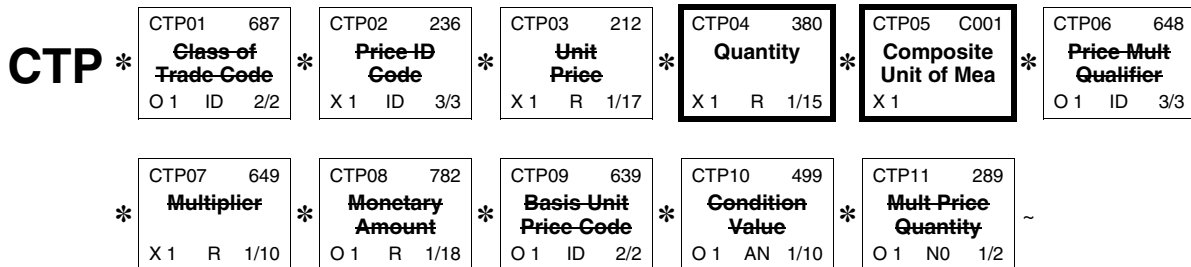 CTP * CTP01 687 * CTP02 236 * CTP03 212 * CTP04 380 * CTP05 C001 * CTP06 648
Class of Trade Code
Price ID Code
Unit Price
Quantity
Composite Unit of Mea
Price Mult Qualifier
O 1 ID 2/2
X 1 ID 3/3
X 1 R 1/17
X 1 R 1/15
X 1
O 1 ID 3/3
* CTP07 649 * CTP08 782 * CTP09 639 * CTP10 499 * CTP11 289 ~
Multiplier
Monetary Amount
Basis Unit Price Code
Condition Value
Mult Price Quantity
X 1 R 1/10
O 1 R 1/18
O 1 ID 2/2
O 1 AN 1/10
O 1 N0 1/2